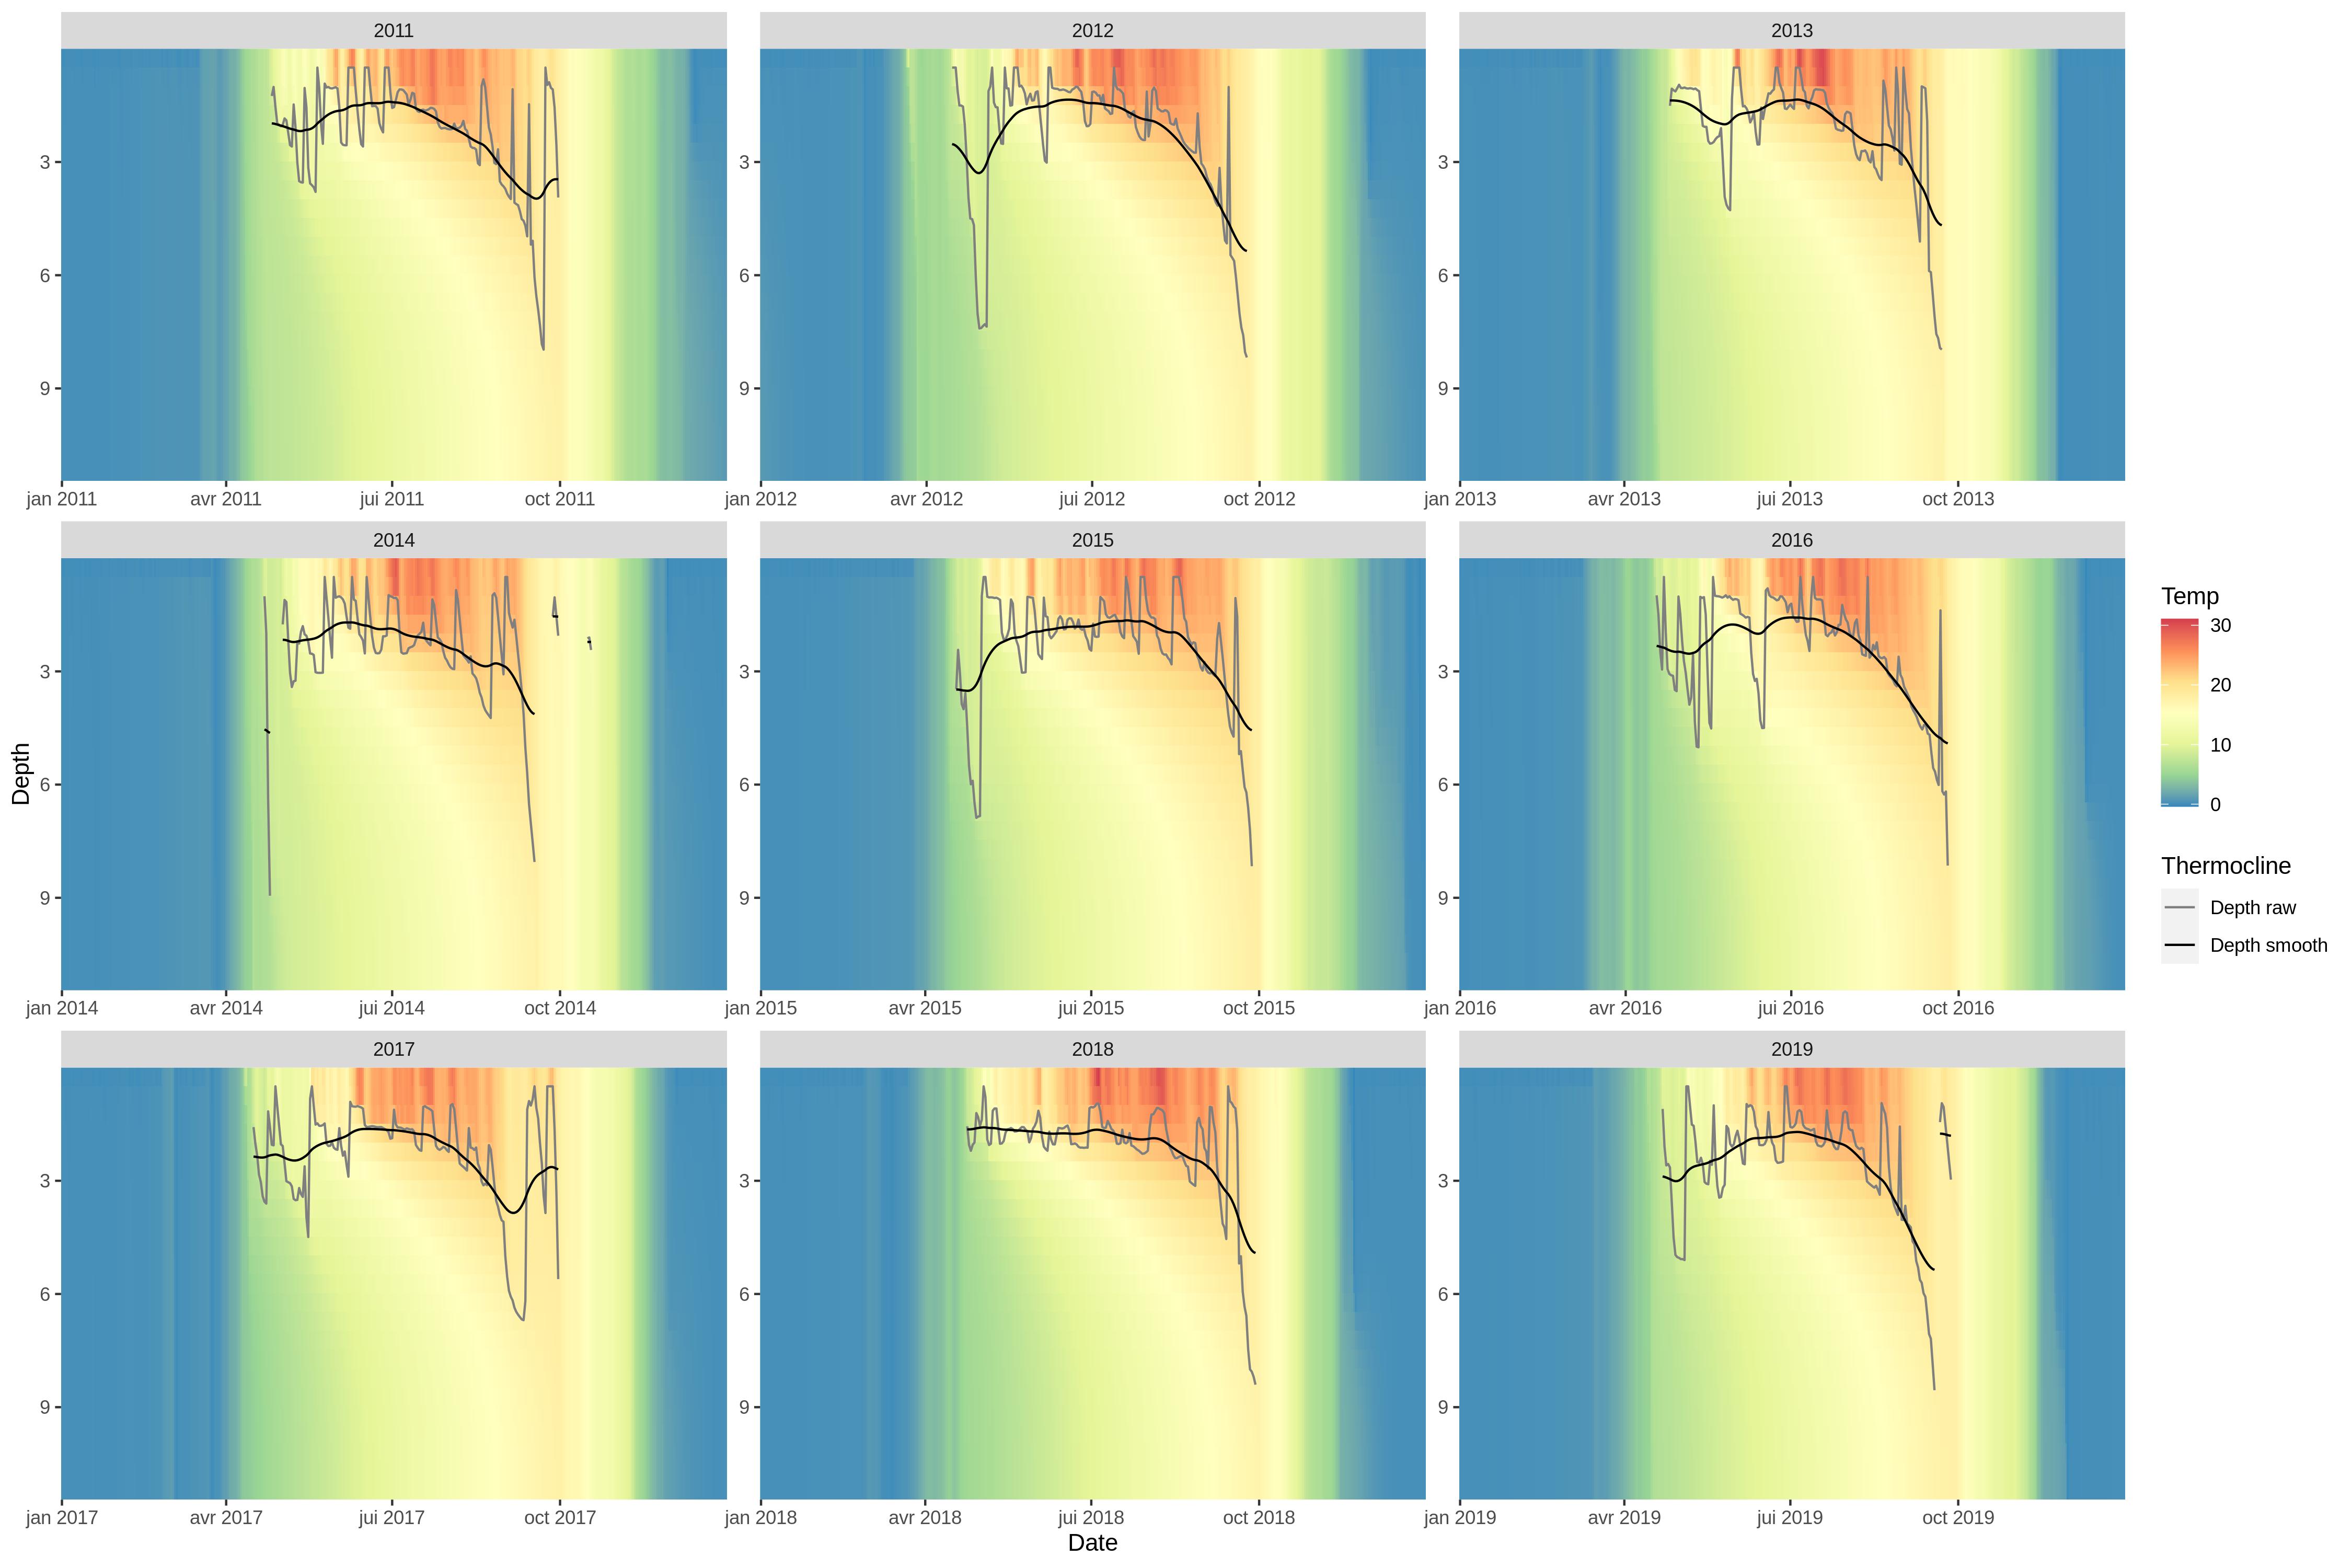 2011
2012
2013
3
6
9
3
6
9
3
6
9
jan 2011
avr 2011
jui 2011
oct 2011
jan 2012
avr 2012
jui 2012
oct 2012
jan 2013
avr 2013
jui 2013
oct 2013
2014
2015
2016
Depth
3
6
9
3
6
9
3
6
9
jan 2014
avr 2014
jui 2014
oct 2014
jan 2015
avr 2015
jui 2015
oct 2015
jan 2016
avr 2016
jui 2016
oct 2016
2017
2018
2019
3
6
9
3
6
9
3
6
9
jan 2017
avr 2017
jui 2017
oct 2017
jan 2018
avr 2018
jui 2018
oct 2018
jan 2019
avr 2019
jui 2019
oct 2019
Date
Temp
30
20
10
0
Thermocline
Depth raw
Depth smooth